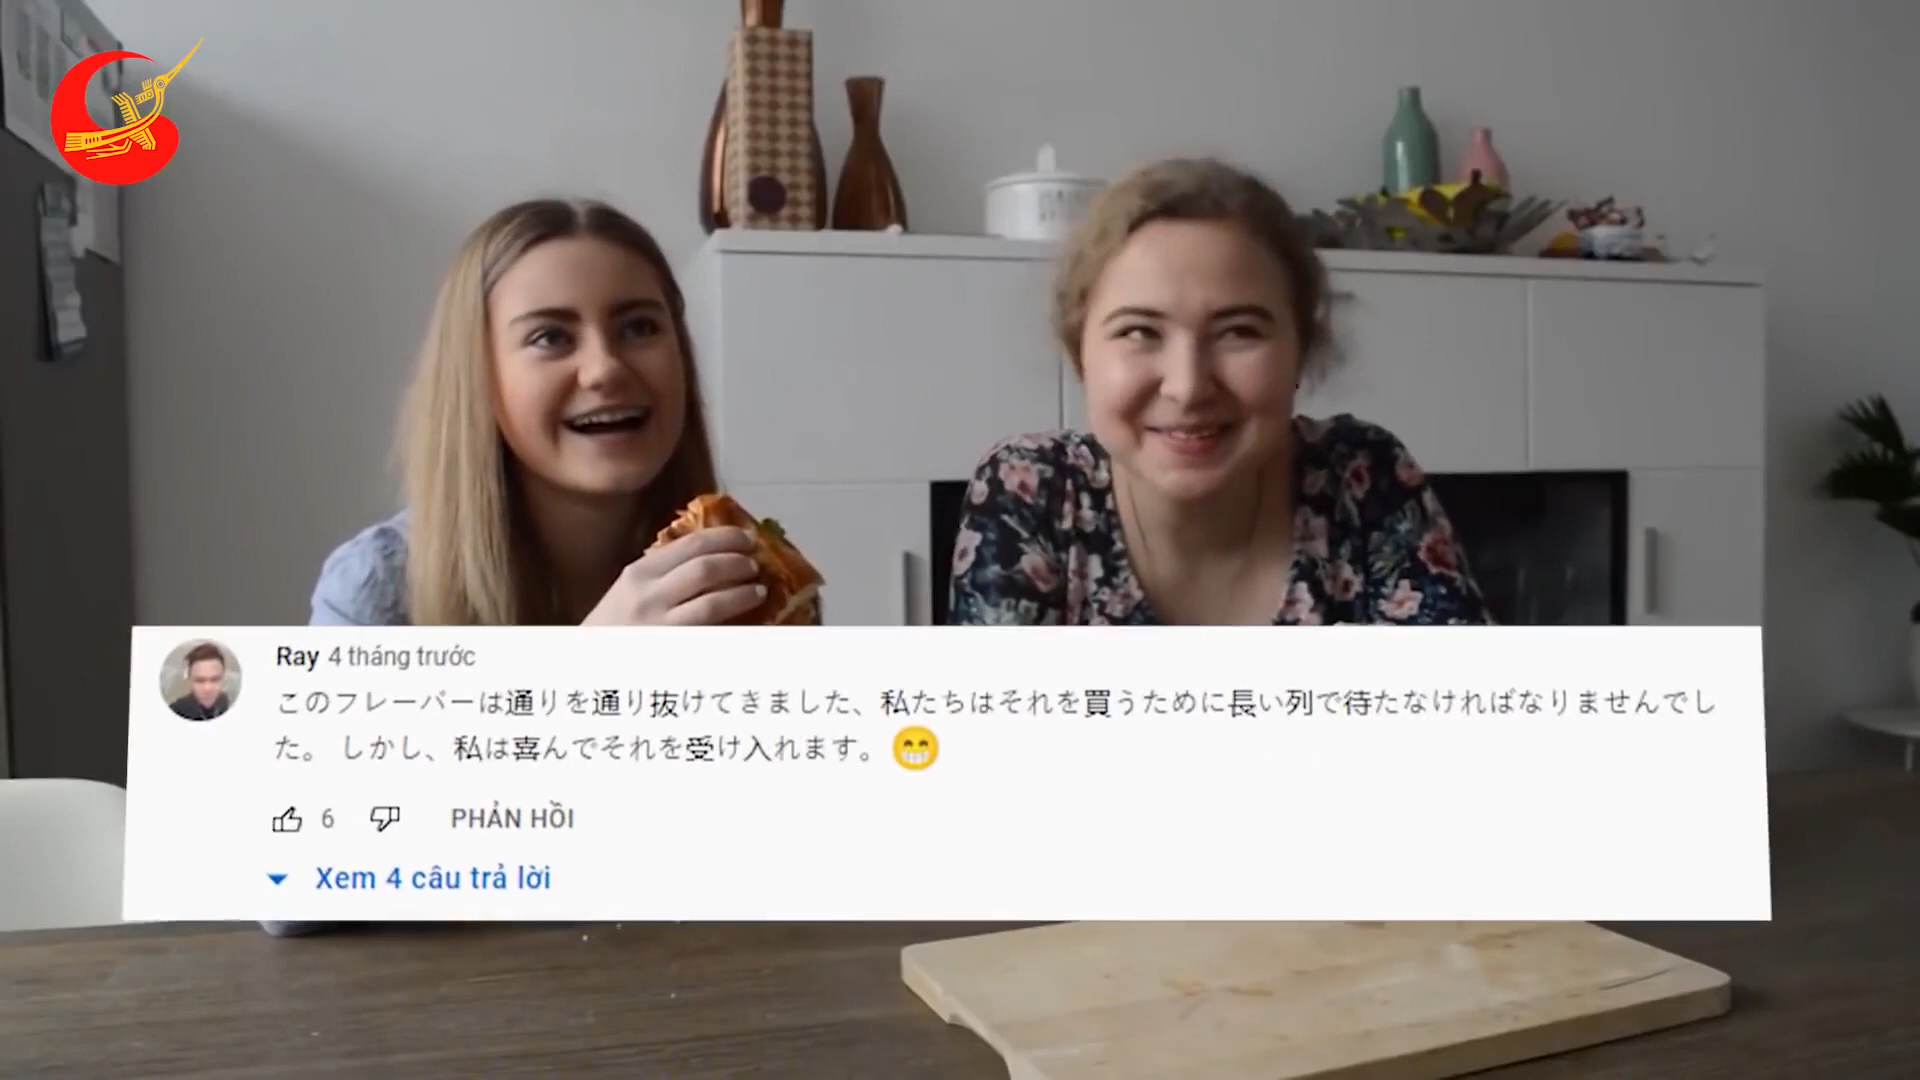 Ray 4 tháng trước
このフレーバーは通りを通り抜けてきました、私たちはそれを買うために長い列で待たなければなりませんでし
た。 しかし、私は喜んでそれを受け入れます。😁
6 PHẢN HỒI
Xem 4 câu trả lời